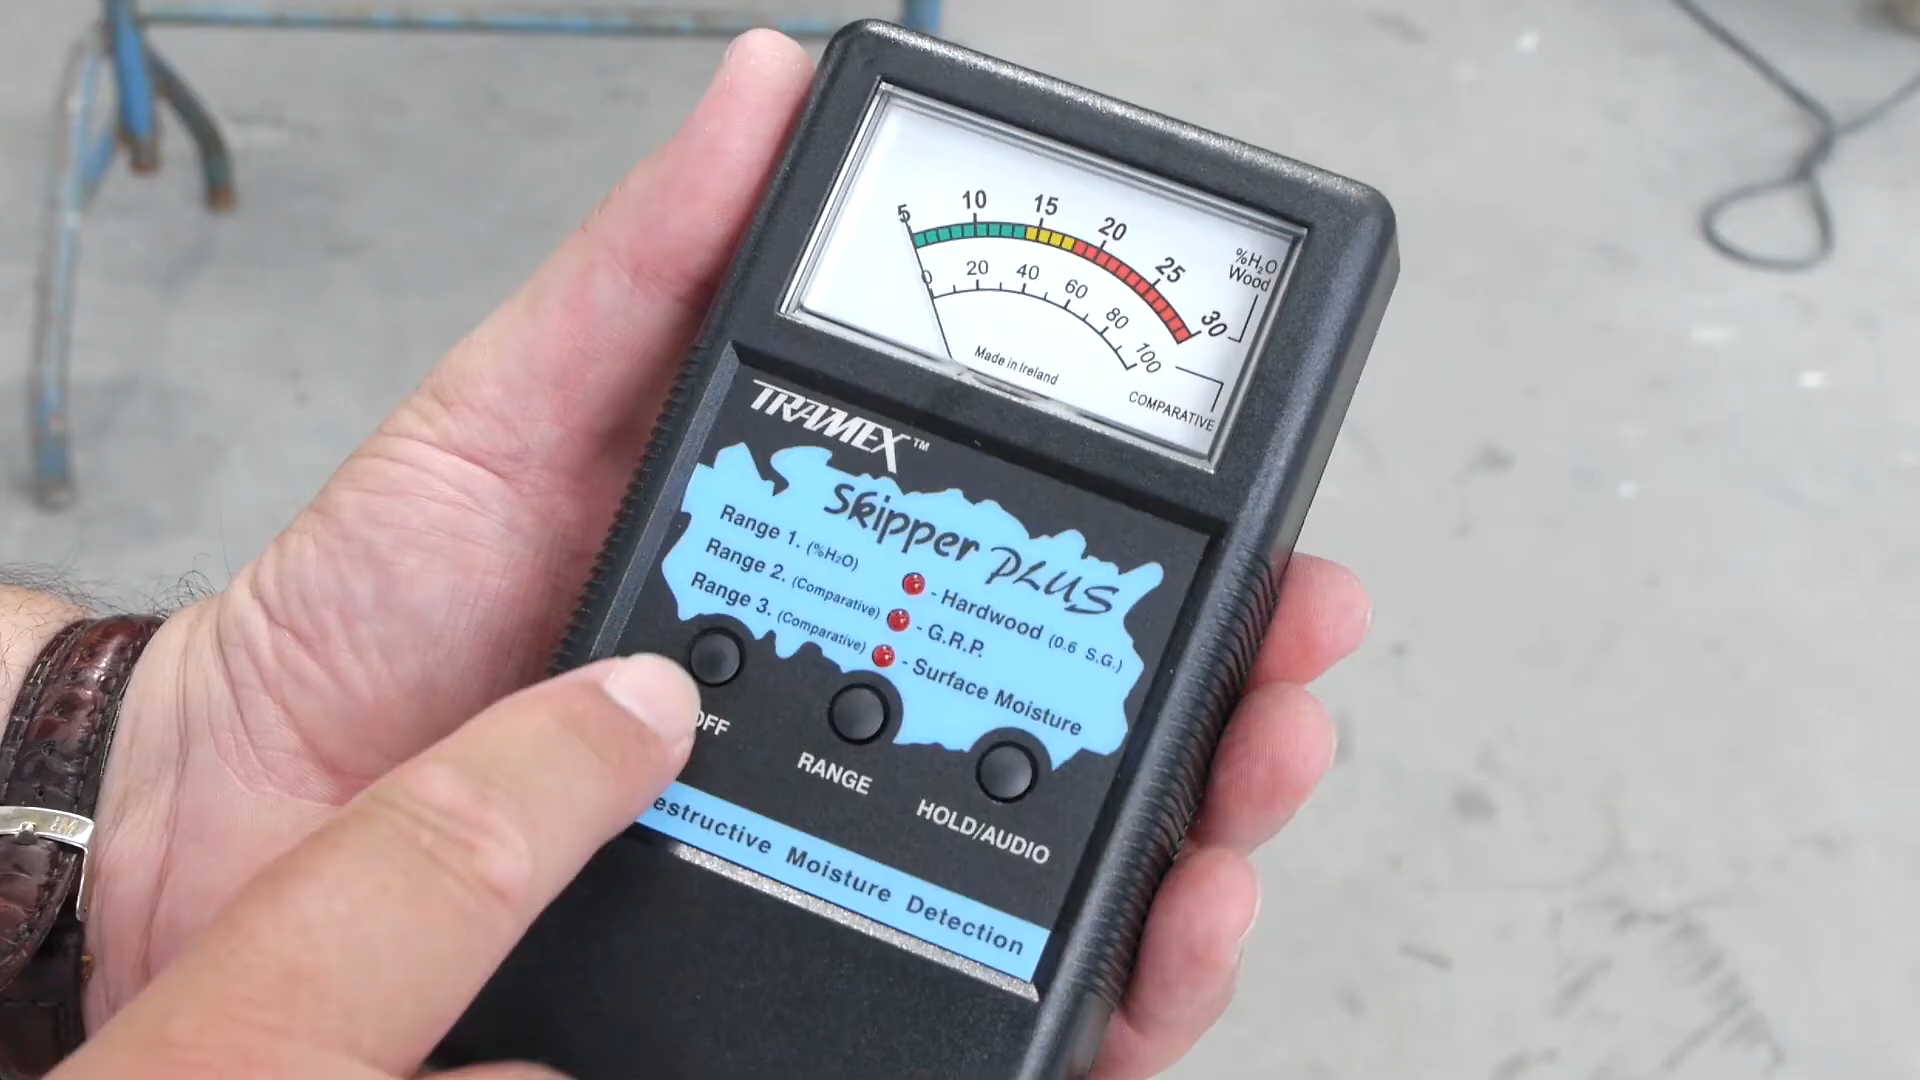 5 10 15 20 25 30
%H₂O
Wood
0 20 40 60 80 100
Made in Ireland
COMPARATIVE
TRAMEX™
Skipper PLUS
Range 1. (%H₂O) - Hardwood (0.6 S.G.)
Range 2. (Comparative) - G.R.P.
Range 3. (Comparative) - Surface Moisture
OFF
RANGE
HOLD/AUDIO
estructive Moisture Detection